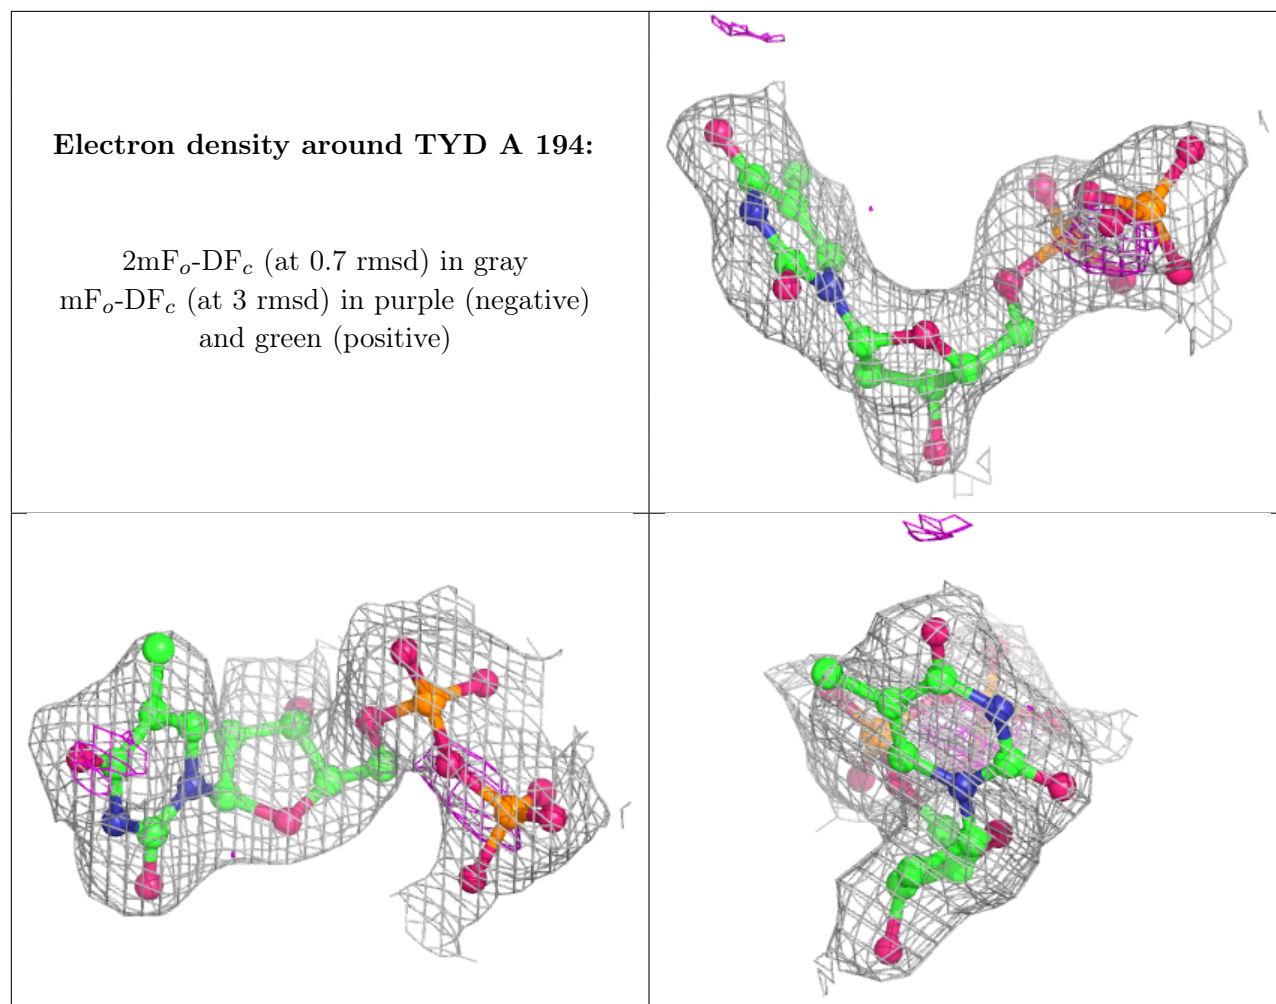 Electron density around TYD A 194:
2mFo-DFc (at 0.7 rmsd) in gray
mFo-DFc (at 3 rmsd) in purple (negative)
and green (positive)